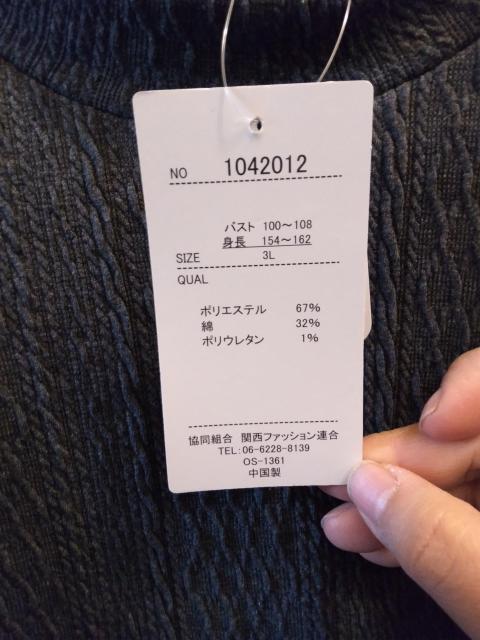 NO 1042012
バスト 100～108
身長 154～162
SIZE 3L
QUAL
ポリエステル 67%
綿 32%
ポリウレタン 1%
協同組合 関西ファッション連合
TEL:06-6228-8139
OS-1361
中国製